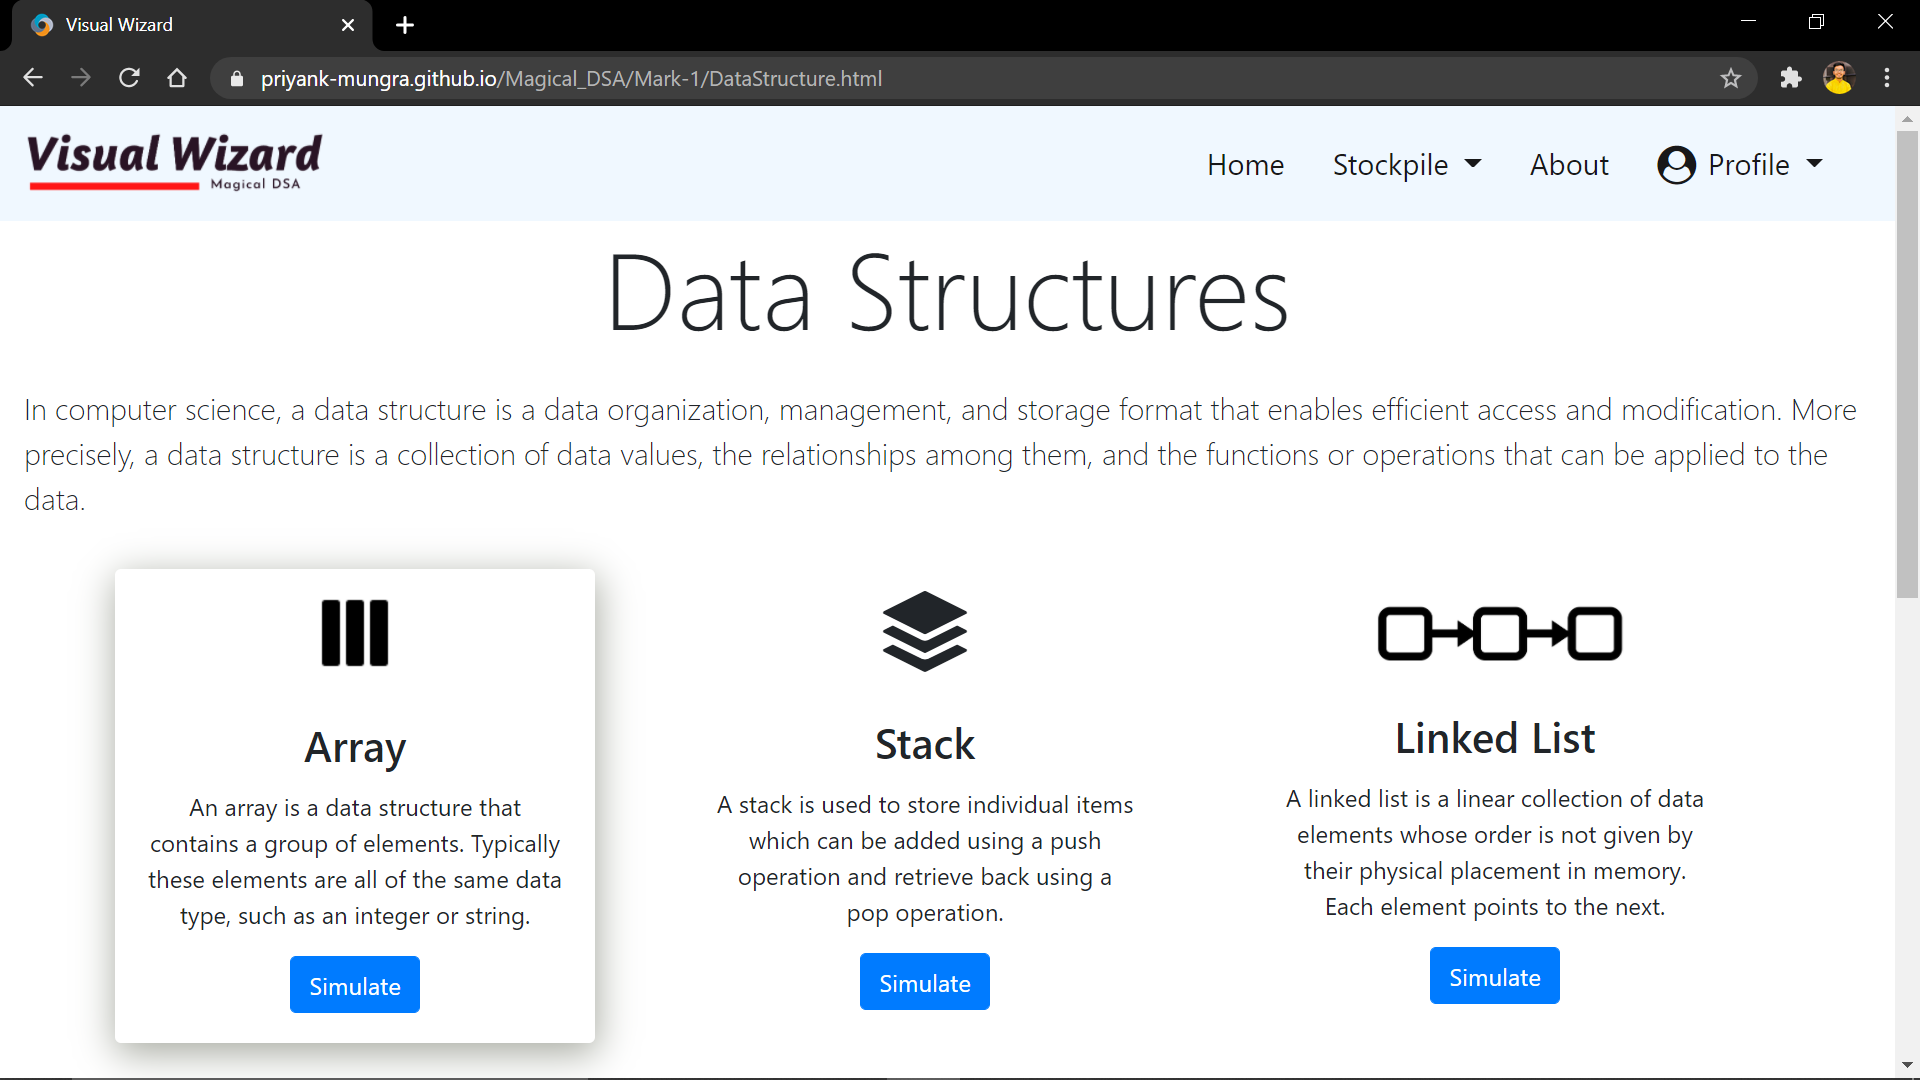 Visual Wizard
priyank-mungra.github.io/Magical_DSA/Mark-1/DataStructure.html
Visual Wizard
Magical DSA
Home Stockpile About Profile
Data Structures
In computer science, a data structure is a data organization, management, and storage format that enables efficient access and modification. More
precisely, a data structure is a collection of data values, the relationships among them, and the functions or operations that can be applied to the
data.
Array
An array is a data structure that
contains a group of elements. Typically
these elements are all of the same data
type, such as an integer or string.
Simulate
Stack
A stack is used to store individual items
which can be added using a push
operation and retrieve back using a
pop operation.
Simulate
Linked List
A linked list is a linear collection of data
elements whose order is not given by
their physical placement in memory.
Each element points to the next.
Simulate